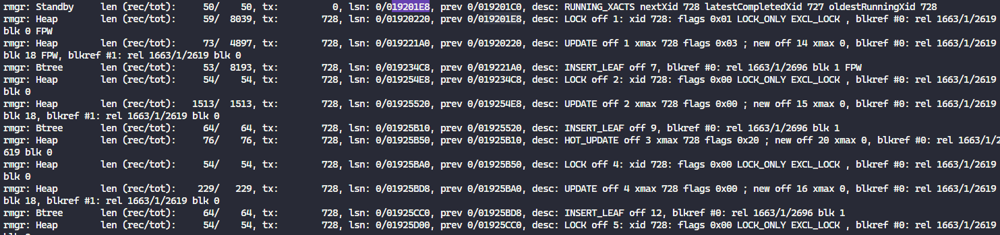 rmgr: Standby     len (rec/tot):     50/    50, tx:          0, lsn: 0/019201E8, prev 0/019201C0, desc: RUNNING_XACTS nextXid 728 latestCompletedXid 727 oldestRunningXid 728
rmgr: Heap        len (rec/tot):     59/  8039, tx:        728, lsn: 0/01920220, prev 0/019201E8, desc: LOCK off 1: xid 728: flags 0x01 LOCK_ONLY EXCL_LOCK , blkref #0: rel 1663/1/2619
blk 0 FPW
rmgr: Heap        len (rec/tot):     73/  4897, tx:        728, lsn: 0/019221A0, prev 0/01920220, desc: UPDATE off 1 xmax 728 flags 0x03 ; new off 14 xmax 0, blkref #0: rel 1663/1/2619
blk 18 FPW, blkref #1: rel 1663/1/2619 blk 0
rmgr: Btree       len (rec/tot):     53/  8193, tx:        728, lsn: 0/019234C8, prev 0/019221A0, desc: INSERT_LEAF off 7, blkref #0: rel 1663/1/2696 blk 1 FPW
rmgr: Heap        len (rec/tot):     54/    54, tx:        728, lsn: 0/019254E8, prev 0/019234C8, desc: LOCK off 2: xid 728: flags 0x00 LOCK_ONLY EXCL_LOCK , blkref #0: rel 1663/1/2619
blk 0
rmgr: Heap        len (rec/tot):   1513/  1513, tx:        728, lsn: 0/01925520, prev 0/019254E8, desc: UPDATE off 2 xmax 728 flags 0x00 ; new off 15 xmax 0, blkref #0: rel 1663/1/2619
blk 18, blkref #1: rel 1663/1/2619 blk 0
rmgr: Btree       len (rec/tot):     64/    64, tx:        728, lsn: 0/01925B10, prev 0/01925520, desc: INSERT_LEAF off 9, blkref #0: rel 1663/1/2696 blk 1
rmgr: Heap        len (rec/tot):     76/    76, tx:        728, lsn: 0/01925B50, prev 0/01925B10, desc: HOT_UPDATE off 3 xmax 728 flags 0x20 ; new off 20 xmax 0, blkref #0: rel 1663/1/2
619 blk 0
rmgr: Heap        len (rec/tot):     54/    54, tx:        728, lsn: 0/01925BA0, prev 0/01925B50, desc: LOCK off 4: xid 728: flags 0x00 LOCK_ONLY EXCL_LOCK , blkref #0: rel 1663/1/2619
blk 0
rmgr: Heap        len (rec/tot):    229/   229, tx:        728, lsn: 0/01925BD8, prev 0/01925BA0, desc: UPDATE off 4 xmax 728 flags 0x00 ; new off 16 xmax 0, blkref #0: rel 1663/1/2619
blk 18, blkref #1: rel 1663/1/2619 blk 0
rmgr: Btree       len (rec/tot):     64/    64, tx:        728, lsn: 0/01925CC0, prev 0/01925BD8, desc: INSERT_LEAF off 12, blkref #0: rel 1663/1/2696 blk 1
rmgr: Heap        len (rec/tot):     54/    54, tx:        728, lsn: 0/01925D00, prev 0/01925CC0, desc: LOCK off 5: xid 728: flags 0x00 LOCK_ONLY EXCL_LOCK , blkref #0: rel 1663/1/2619